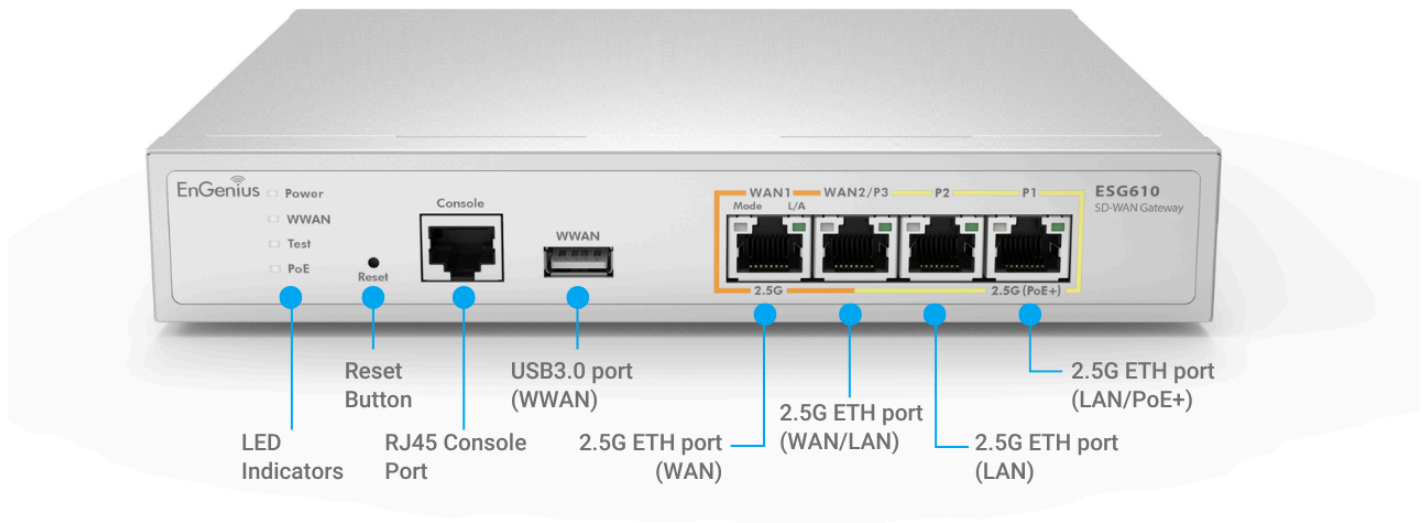 EnGenius
Power
WWAN
Test
PoE
Reset
Console
WWAN
WAN1
WAN2/P3
P2
P1
Mode
L/A
2.5G
2.5G (PoE+)
ESG610
SD-WAN Gateway
LED
Indicators
Reset
Button
RJ45 Console
Port
USB3.0 port
(WWAN)
2.5G ETH port
(WAN)
2.5G ETH port
(WAN/LAN)
2.5G ETH port
(LAN)
2.5G ETH port
(LAN/PoE+)